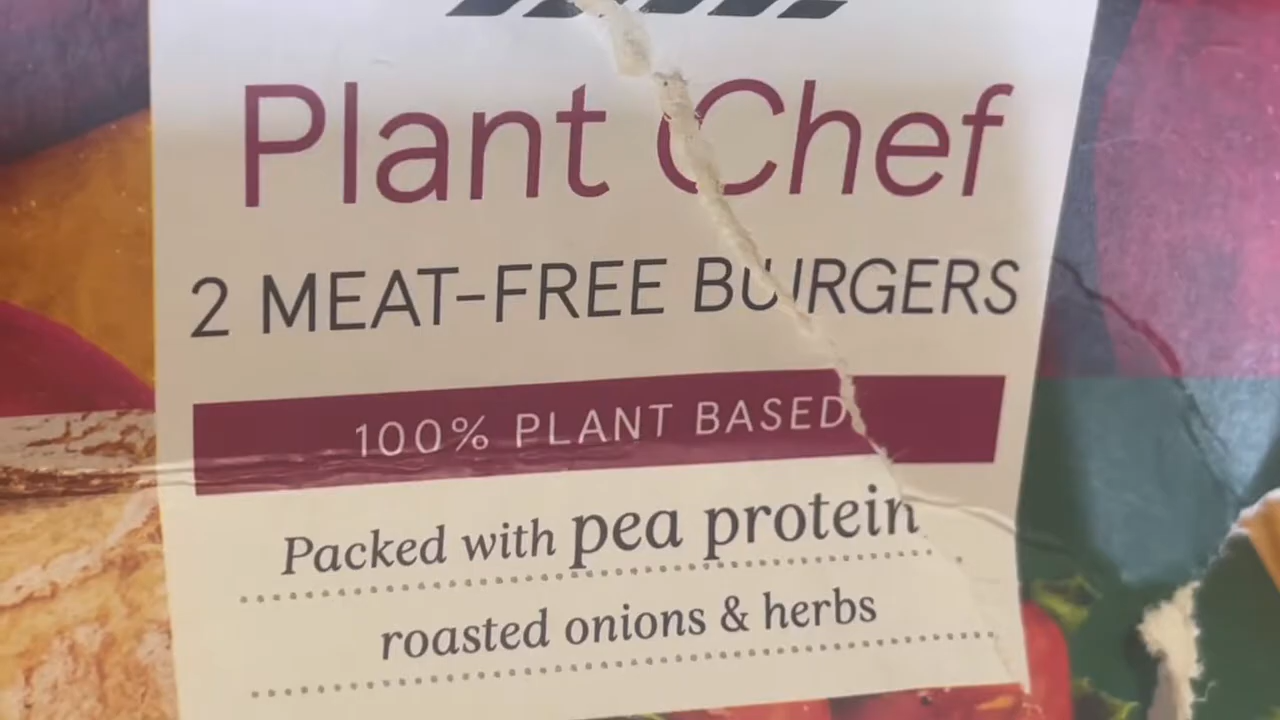 Plant Chef
2 MEAT-FREE BURGERS
100% PLANT BASED
Packed with pea protein
roasted onions & herbs